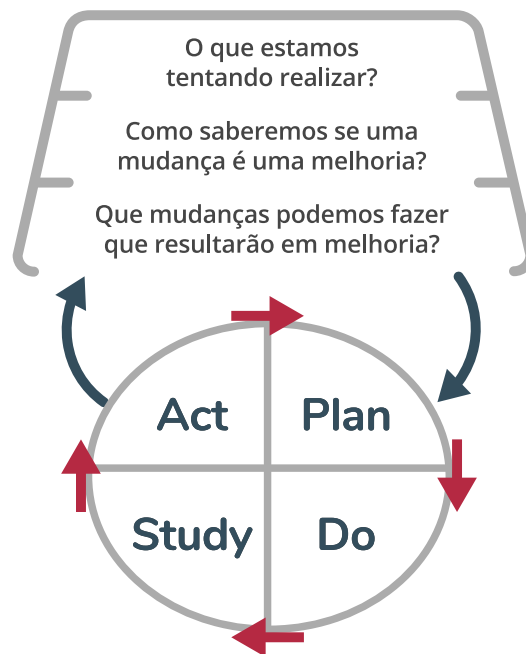 O que estamos
tentando realizar?
Como saberemos se uma
mudança é uma melhoria?
Que mudanças podemos fazer
que resultarão em melhoria?
Act
Plan
Study
Do